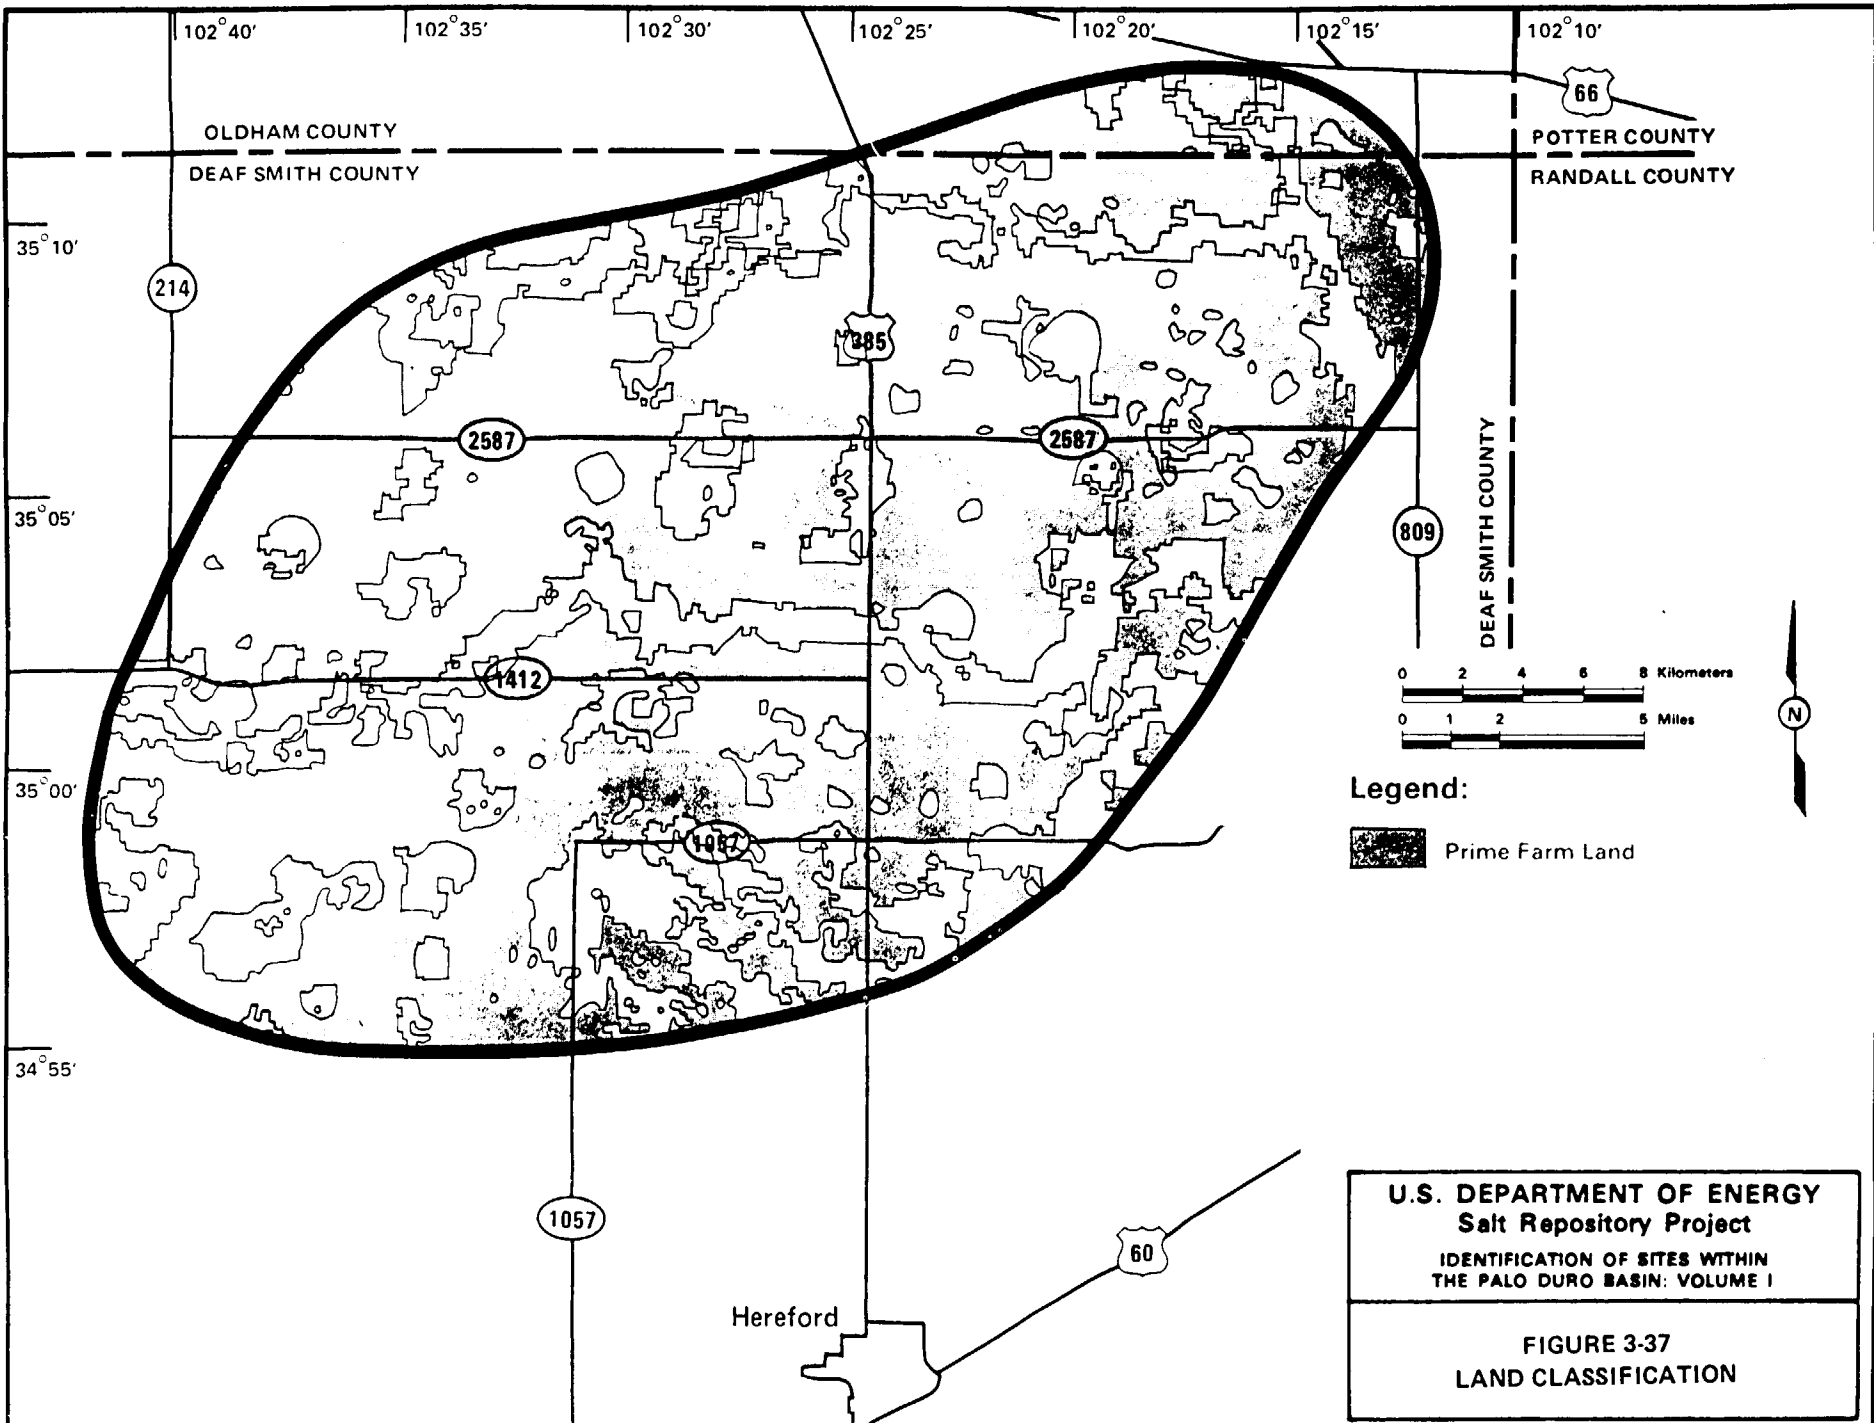 102°40'
102°35'
102°30'
102°25'
102°20'
102°15'
102°10'
66
OLDHAM COUNTY
DEAF SMITH COUNTY
POTTER COUNTY
RANDALL COUNTY
35°10'
214
385
2587
2587
35°05'
809
DEAF SMITH COUNTY
1412
0 2 4 6 8 Kilometers
0 1 2 5 Miles
N
35°00'
Legend:
Prime Farm Land
1057
34°55'
1057
60
Hereford
U.S. DEPARTMENT OF ENERGY
Salt Repository Project
IDENTIFICATION OF SITES WITHIN
THE PALO DURO BASIN: VOLUME I
FIGURE 3-37
LAND CLASSIFICATION